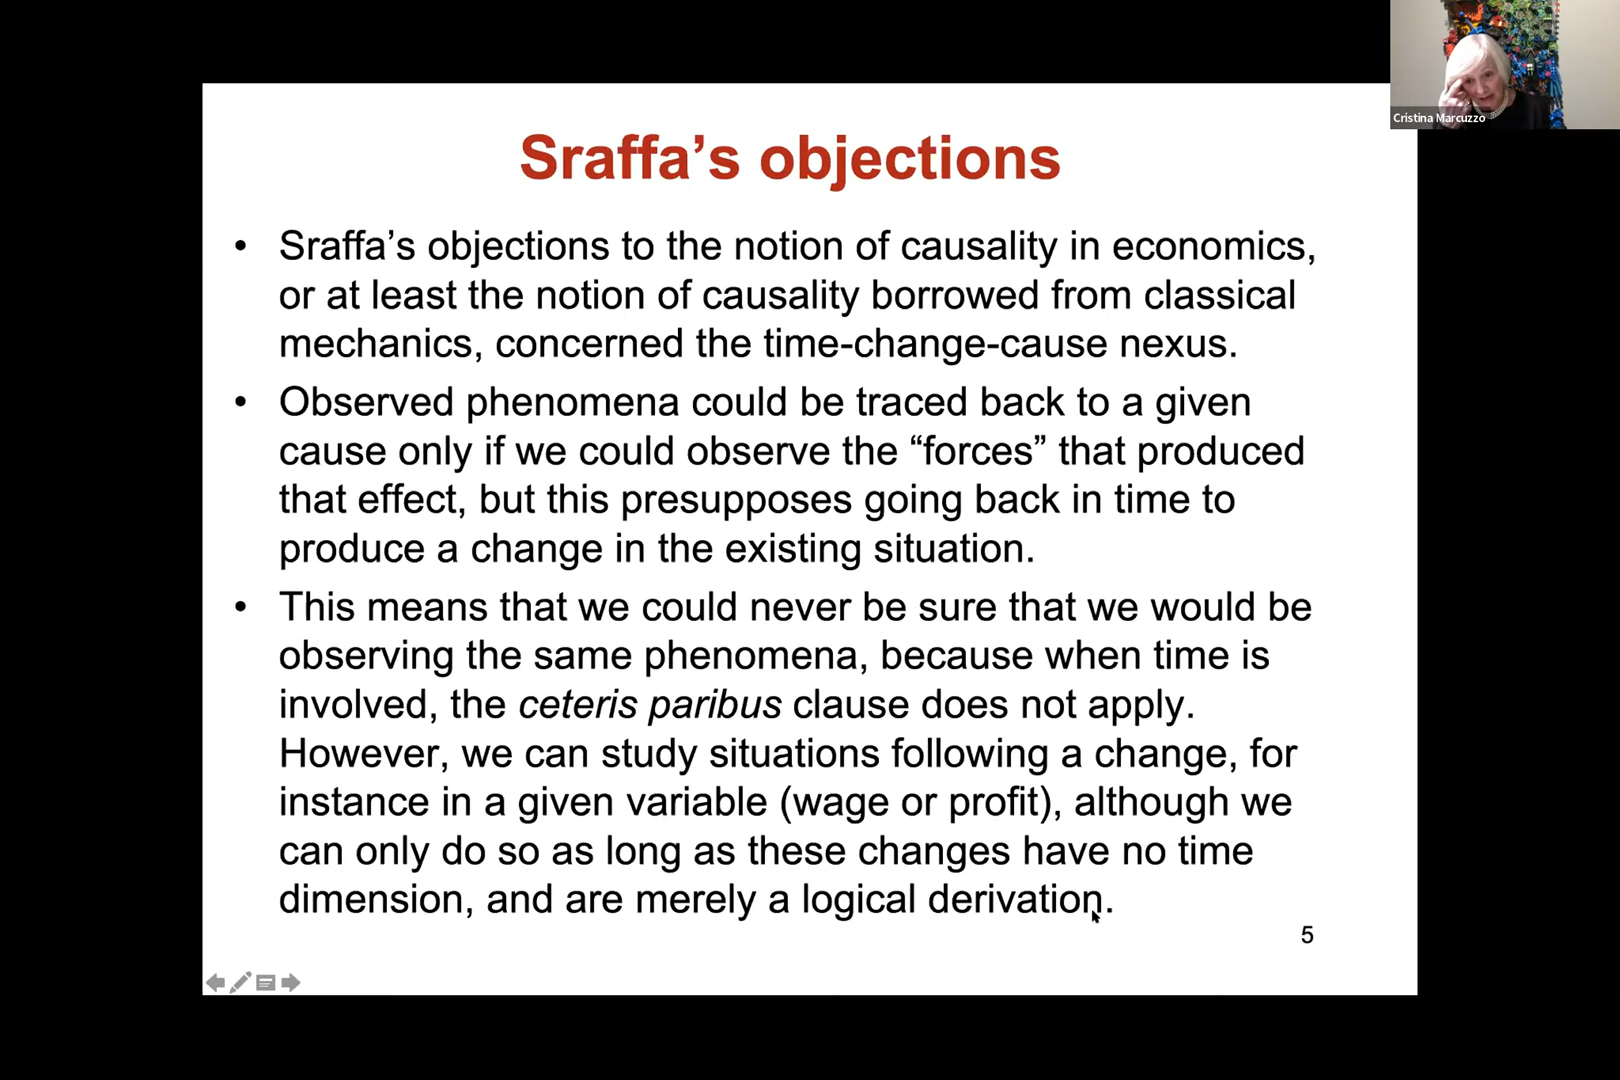 Cristina Marcuzzo
Sraffa’s objections
• Sraffa’s objections to the notion of causality in economics,
or at least the notion of causality borrowed from classical
mechanics, concerned the time-change-cause nexus.
• Observed phenomena could be traced back to a given
cause only if we could observe the “forces” that produced
that effect, but this presupposes going back in time to
produce a change in the existing situation.
• This means that we could never be sure that we would be
observing the same phenomena, because when time is
involved, the ceteris paribus clause does not apply.
However, we can study situations following a change, for
instance in a given variable (wage or profit), although we
can only do so as long as these changes have no time
dimension, and are merely a logical derivation.
5